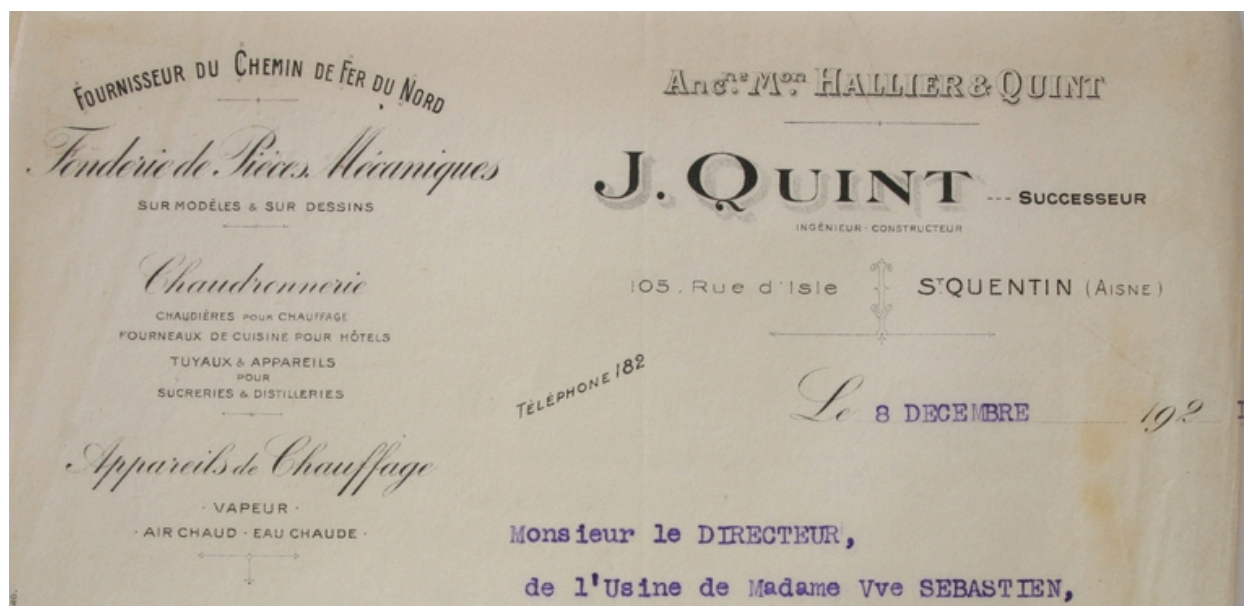 FOURNISSEUR DU CHEMIN DE FER DU NORD
Fonderie de Pièces Mécaniques
SUR MODÈLES & SUR DESSINS
Chaudronnerie
CHAUDIÈRES POUR CHAUFFAGE
FOURNEAUX DE CUISINE POUR HÔTELS
TUYAUX & APPAREILS
POUR
SUCRERIES & DISTILLERIES
Appareils de Chauffage
· VAPEUR ·
· AIR CHAUD · EAU CHAUDE ·
Ancne Mon HALLIER & QUINT
J. QUINT --- SUCCESSEUR
INGÉNIEUR - CONSTRUCTEUR
105, Rue d'Isle ST QUENTIN (AISNE)
TÉLÉPHONE 182
Le 8 DECEMBRE 192
Monsieur le DIRECTEUR,
de l'Usine de Madame Vve SEBASTIEN,